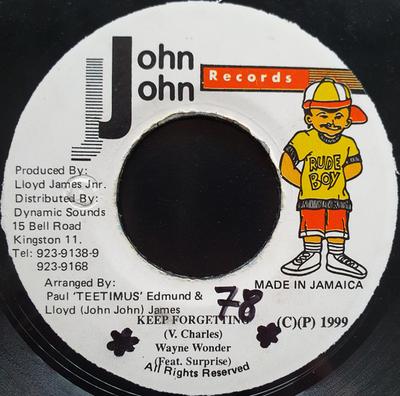 John
John
Records
RUDE
BOY
Produced By:
Lloyd James Jnr.
Distributed By:
Dynamic Sounds
15 Bell Road
Kingston 11.
Tel: 923-9138-9
923-9168
MADE IN JAMAICA
Arranged By:
Paul 'TEETIMUS' Edmund &
Lloyd (John John) James
78
KEEP FORGETTING
(C)(P) 1999
(V. Charles)
Wayne Wonder
(Feat. Surprise)
All Rights Reserved